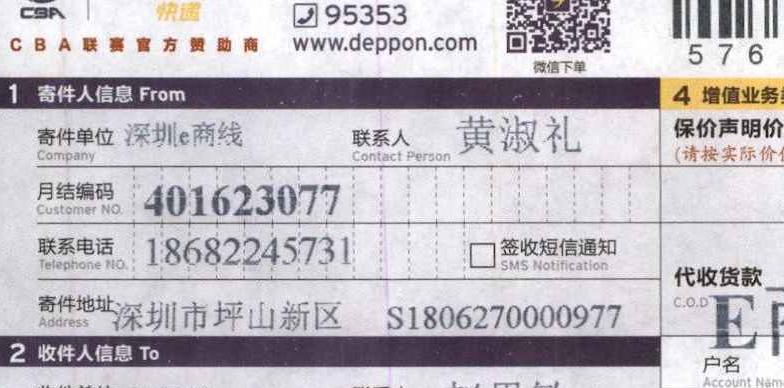 CBA 快递 95353
CBA联赛官方赞助商 www.deppon.com
微信下单
576
1 寄件人信息 From
4 增值业务
寄件单位 深圳e商线 联系人 黄淑礼
Company Contact Person
保价声明价
(请按实际价
月结编码 401623077
Customer NO.
联系电话 18682245731 签收短信通知
Telephone NO. SMS Notification
代收货款
C.O.D
寄件地址 深圳市坪山新区 S1806270000977
Address
2 收件人信息 To
户名
Account Nam